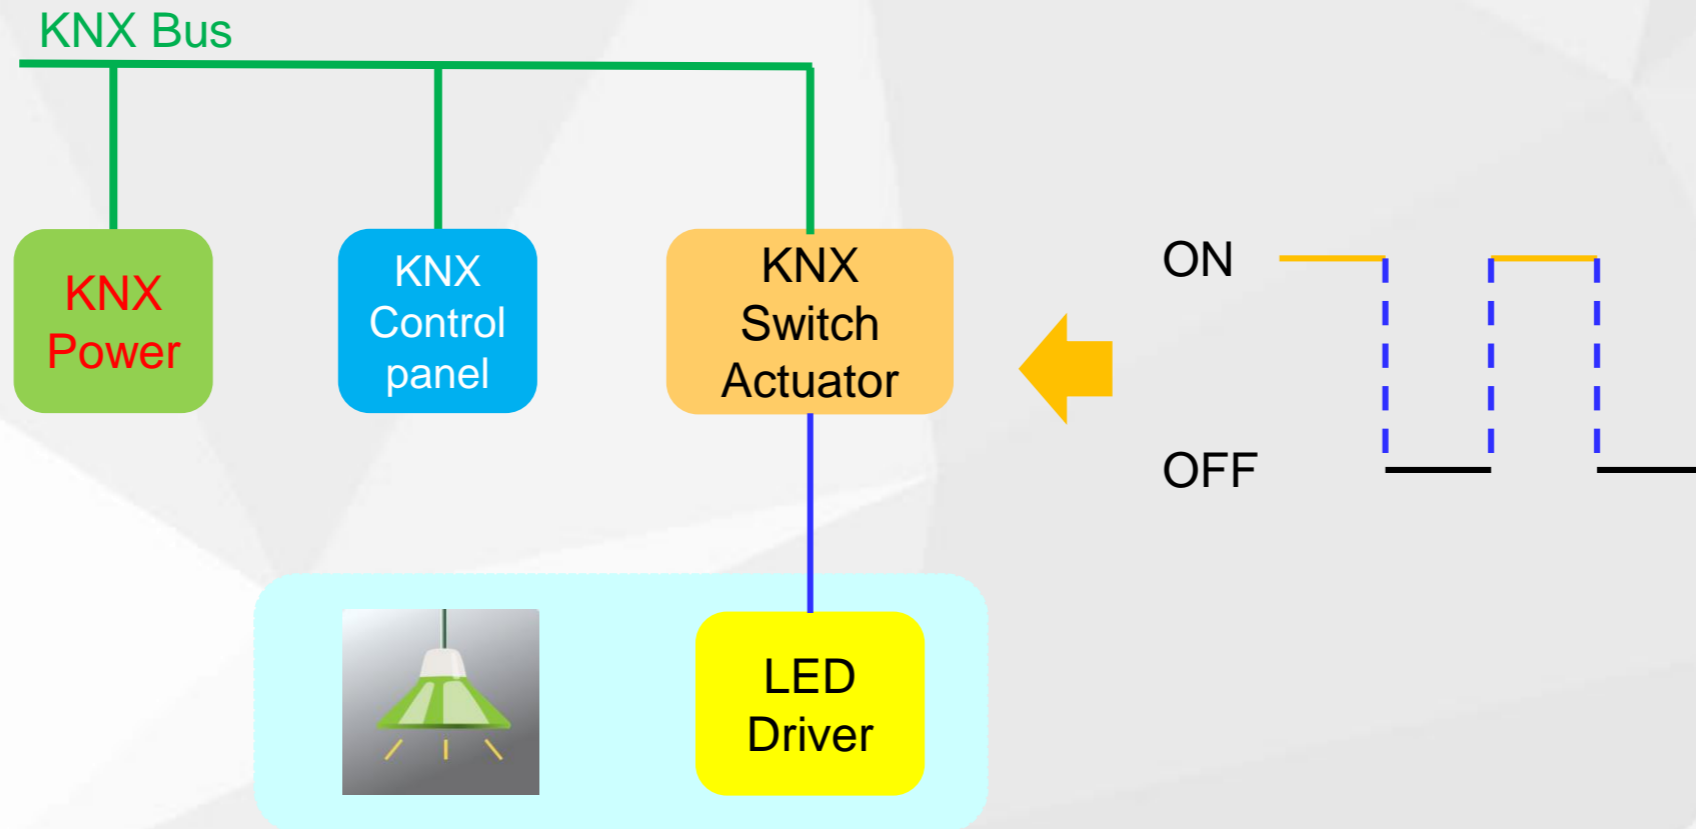 KNX Bus
KNX
Power
KNX
Control
panel
KNX
Switch
Actuator
ON
OFF
LED
Driver